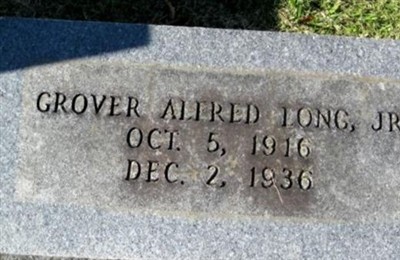 GROVER ALFRED LONG, JR
OCT. 5, 1916
DEC. 2, 1936